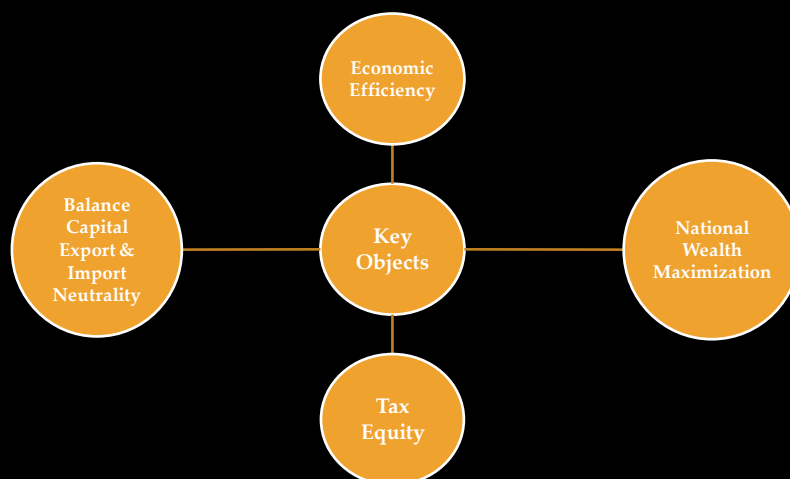 Economic
Efficiency
Balance
Capital
Export &
Import
Neutrality
Key
Objects
National
Wealth
Maximization
Tax
Equity